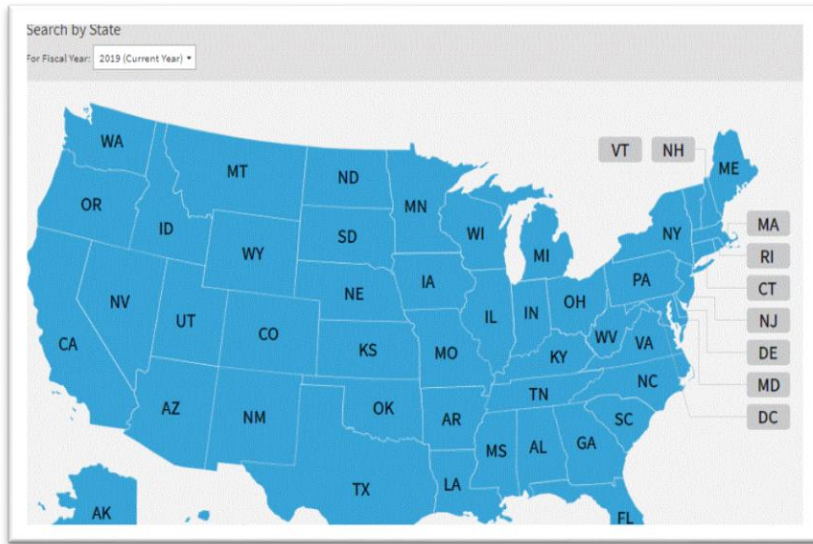 Search by State
For Fiscal Year: 2019 (Current Year)
WA
MT
ND
MN
VT
NH
ME
OR
ID
WY
SD
WI
MI
NY
MA
RI
CT
NJ
DE
MD
DC
NV
UT
CO
NE
IA
IL
IN
OH
PA
CA
KS
MO
KY
WV
VA
AZ
NM
OK
AR
TN
NC
SC
MS
AL
GA
TX
LA
FL
AK